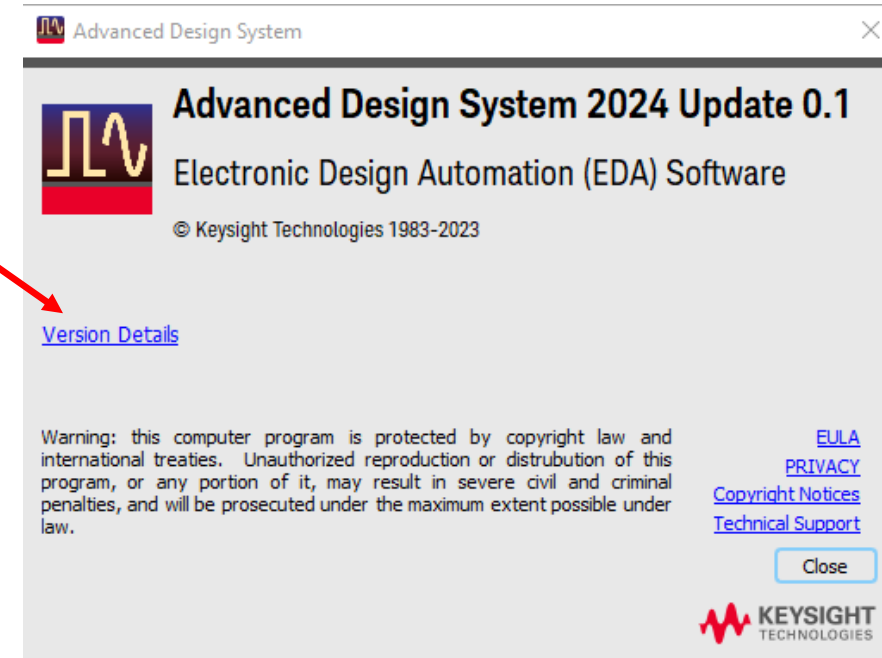 Advanced Design System
Advanced Design System 2024 Update 0.1
Electronic Design Automation (EDA) Software
© Keysight Technologies 1983-2023
Version Details
Warning: this computer program is protected by copyright law and
international treaties. Unauthorized reproduction or distrubution of this
program, or any portion of it, may result in severe civil and criminal
penalties, and will be prosecuted under the maximum extent possible under
law.
EULA
PRIVACY
Copyright Notices
Technical Support
Close
KEYSIGHT
TECHNOLOGIES